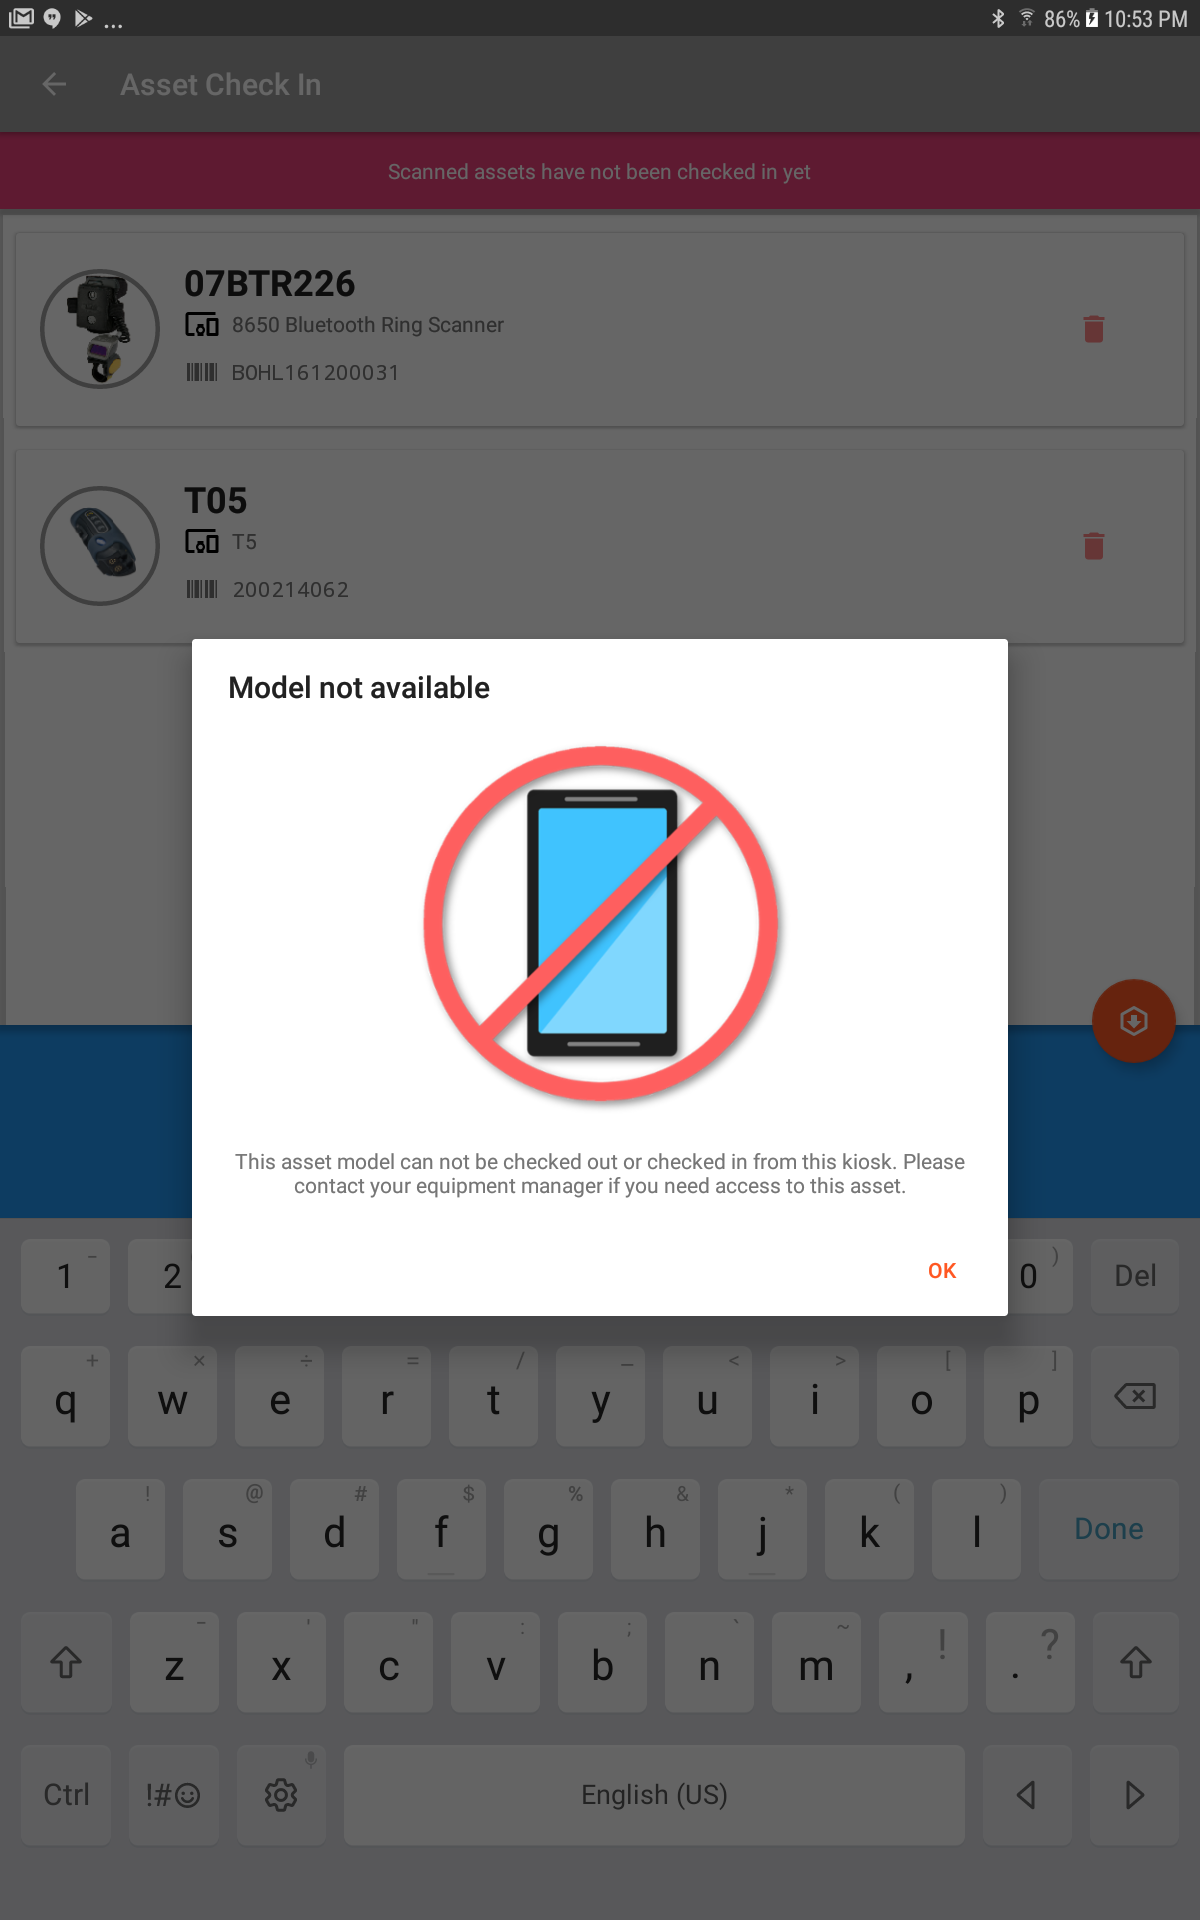 ... 86% 10:53 PM
Asset Check In
Scanned assets have not been checked in yet
07BTR226
8650 Bluetooth Ring Scanner
B0HL161200031
T05
T5
200214062
Model not available
This asset model can not be checked out or checked in from this kiosk. Please
contact your equipment manager if you need access to this asset.
OK
1 − 2 0 ) Del
q + w × e ÷ r = t / y _ u < i > o [ p ]
a ! s @ d # f $ g % h & j * k ( l ) Done
z − x ' c " v : b ; n ` m ~ , ! . ?
Ctrl !#☺ English (US)